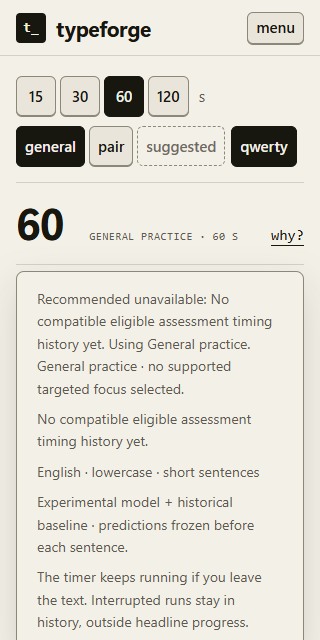 t_ typeforge menu
15 30 60 120 s
general pair suggested qwerty
60 GENERAL PRACTICE · 60 S why?
Recommended unavailable: No
compatible eligible assessment timing
history yet. Using General practice.
General practice · no supported
targeted focus selected.
No compatible eligible assessment
timing history yet.
English · lowercase · short sentences
Experimental model + historical
baseline · predictions frozen before
each sentence.
The timer keeps running if you leave
the text. Interrupted runs stay in
history, outside headline progress.